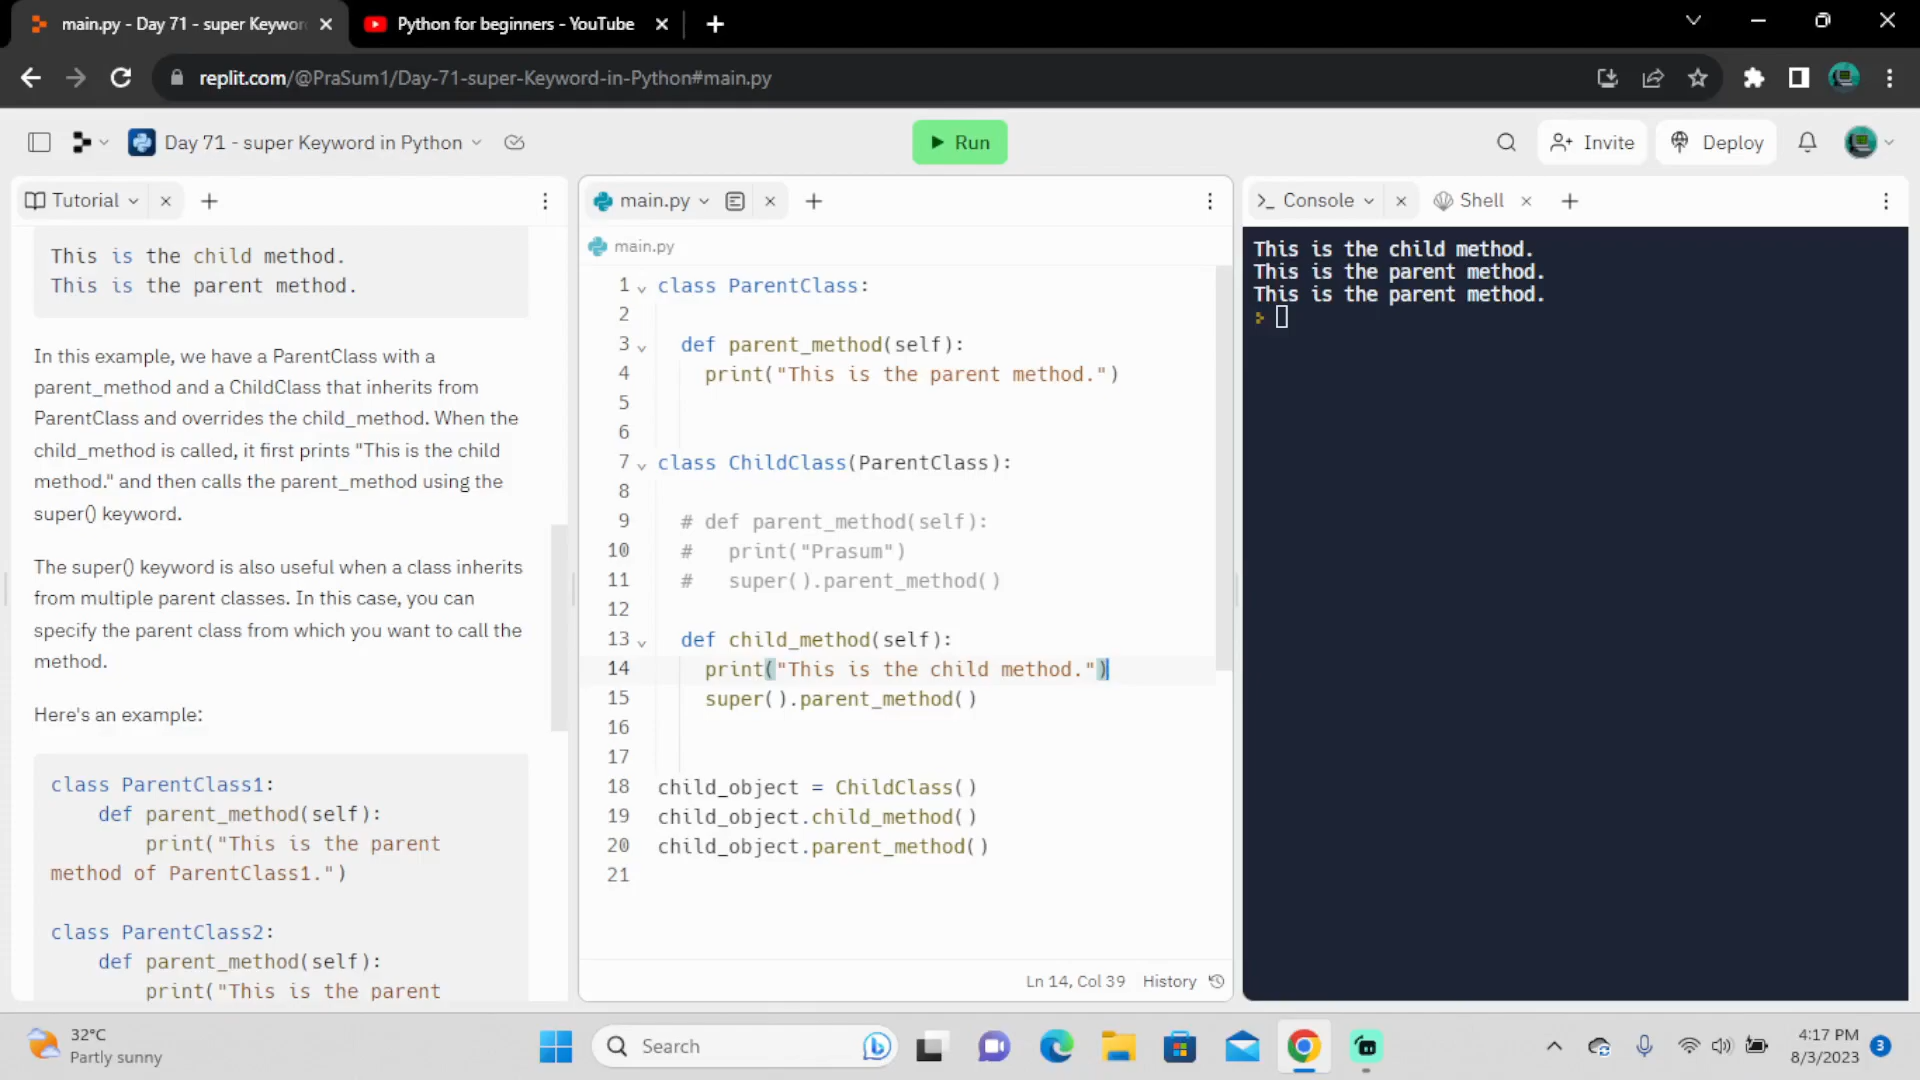 main.py - Day 71 - super Keywor
Python for beginners - YouTube
replit.com/@PraSum1/Day-71-super-Keyword-in-Python#main.py
Day 71 - super Keyword in Python
Run
Invite
Deploy
Tutorial
main.py
Console
Shell
This is the child method.
This is the parent method.
In this example, we have a ParentClass with a
parent_method and a ChildClass that inherits from
ParentClass and overrides the child_method. When the
child_method is called, it first prints "This is the child
method." and then calls the parent_method using the
super() keyword.
The super() keyword is also useful when a class inherits
from multiple parent classes. In this case, you can
specify the parent class from which you want to call the
method.
Here's an example:
class ParentClass1:
def parent_method(self):
print("This is the parent
method of ParentClass1.")
class ParentClass2:
def parent_method(self):
print("This is the parent
main.py
1 class ParentClass:
2
3 def parent_method(self):
4 print("This is the parent method.")
5
6
7 class ChildClass(ParentClass):
8
9 # def parent_method(self):
10 # print("Prasum")
11 # super().parent_method()
12
13 def child_method(self):
14 print("This is the child method.")
15 super().parent_method()
16
17
18 child_object = ChildClass()
19 child_object.child_method()
20 child_object.parent_method()
21
Ln 14, Col 39 History
This is the child method.
This is the parent method.
This is the parent method.
32°C
Partly sunny
Search
4:17 PM
8/3/2023
3